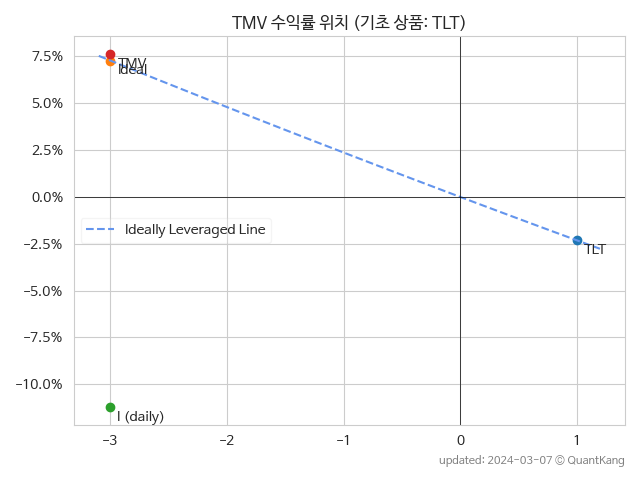 TMV 수익률 위치 (기초 상품: TLT)
7.5%
5.0%
2.5%
0.0%
−2.5%
−5.0%
−7.5%
−10.0%
TMV
Ideal
Ideally Leveraged Line
TLT
I (daily)
−3
−2
−1
0
1
updated: 2024-03-07 © QuantKang